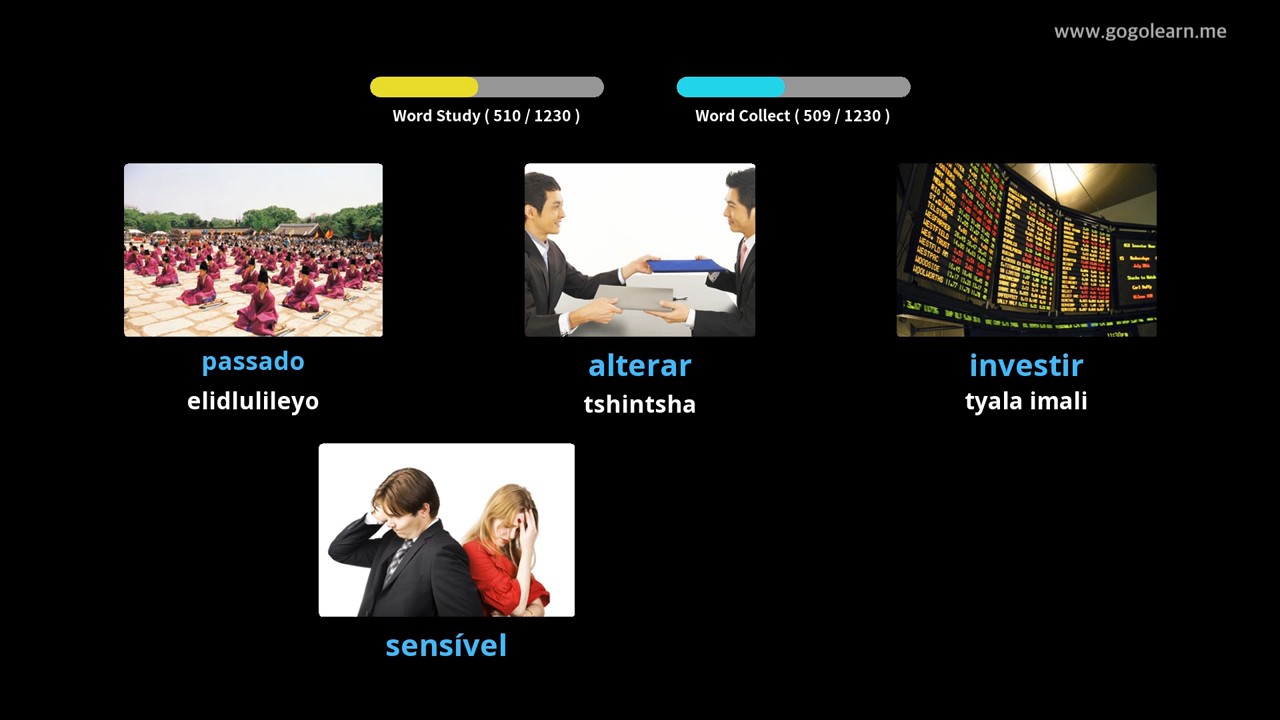 www.gogolearn.me
Word Study ( 510 / 1230 )
Word Collect ( 509 / 1230 )
passado
elidlulileyo
alterar
tshintsha
investir
tyala imali
sensível